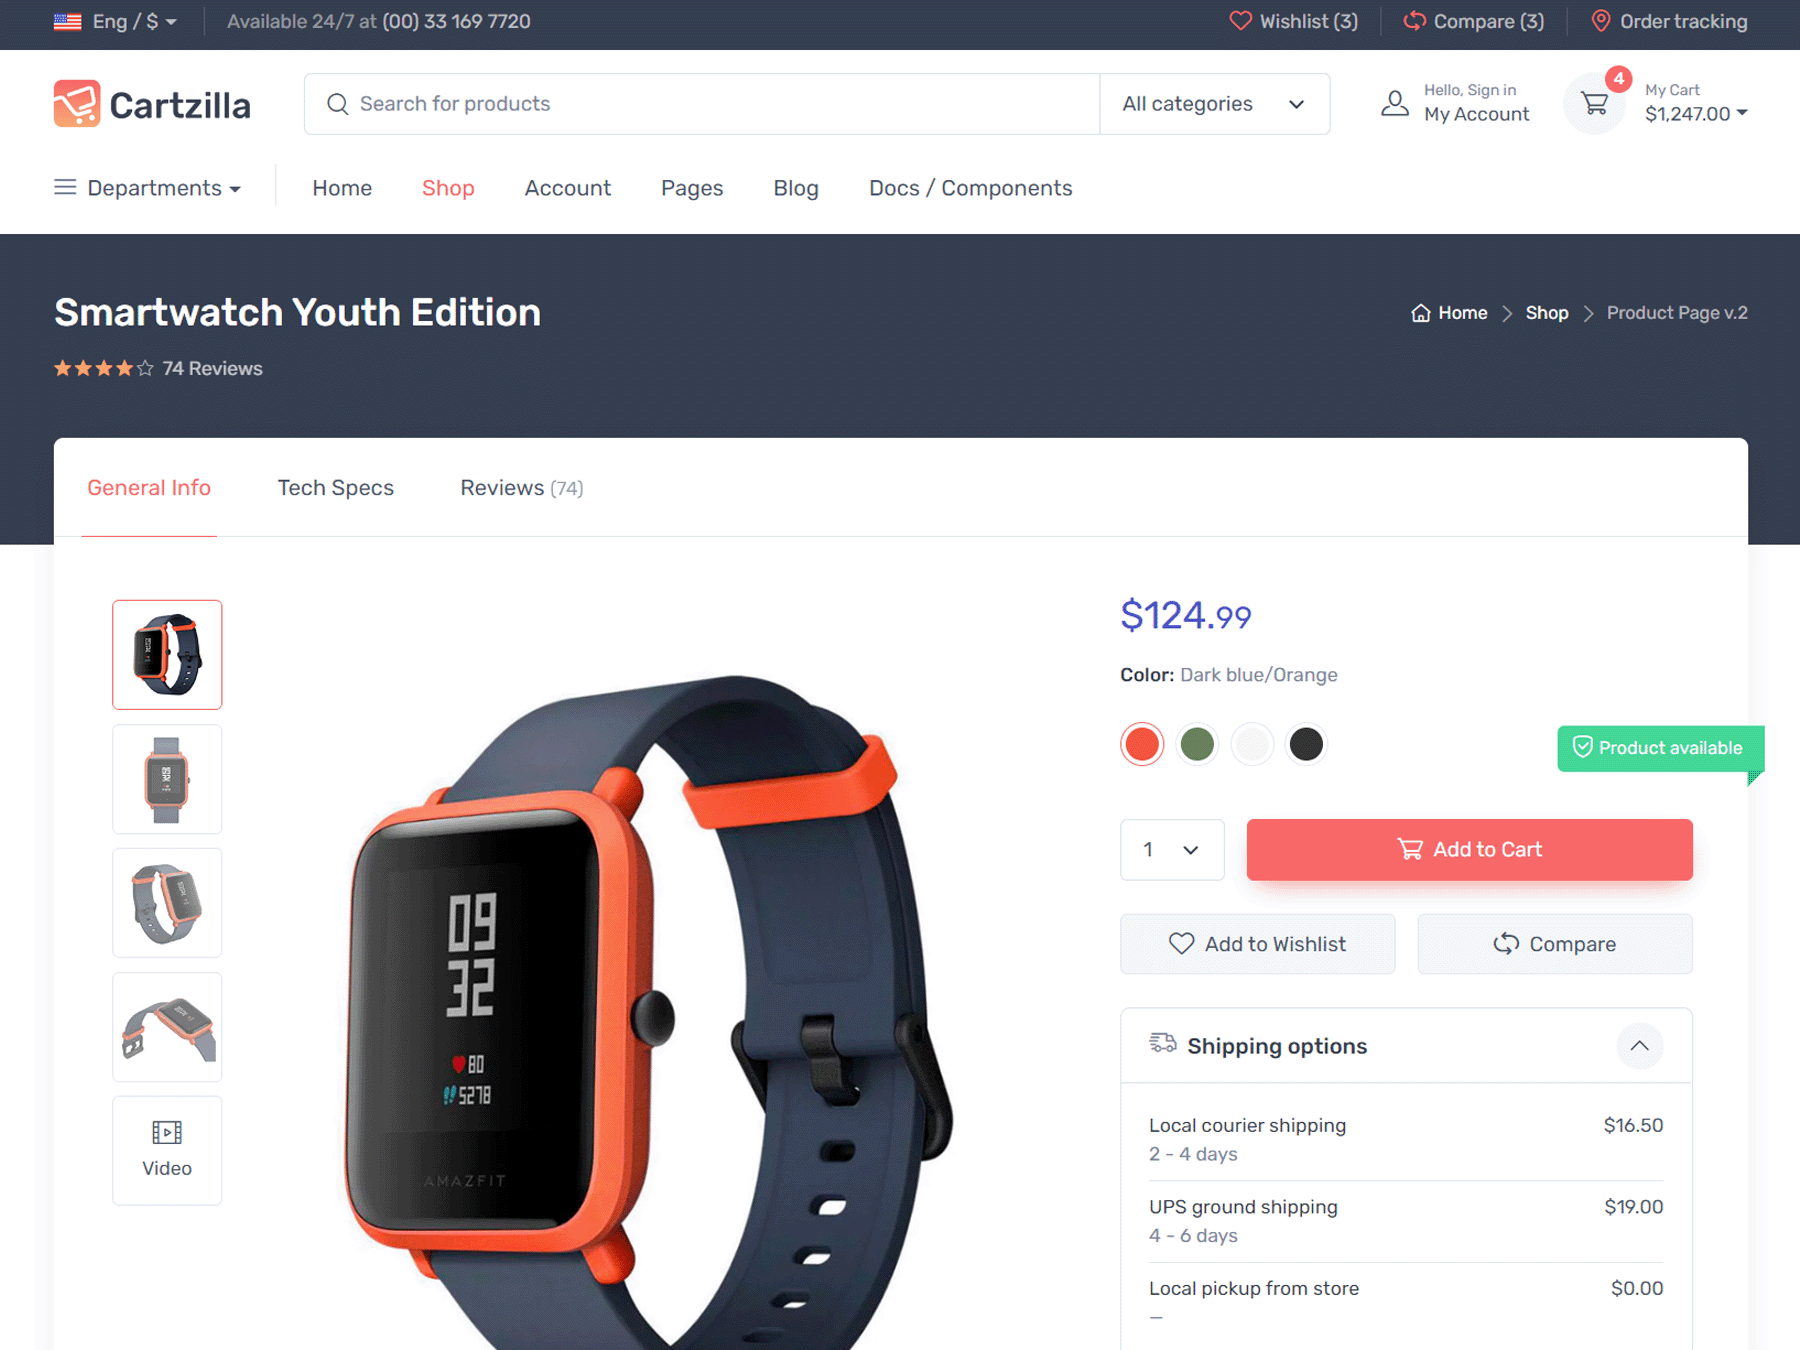 Eng / $
Available 24/7 at (00) 33 169 7720
Wishlist (3)
Compare (3)
Order tracking
Cartzilla
Search for products
All categories
Hello, Sign in
My Account
4
My Cart
$1,247.00
Departments
Home
Shop
Account
Pages
Blog
Docs / Components
Smartwatch Youth Edition
Home
Shop
Product Page v.2
74 Reviews
General Info
Tech Specs
Reviews (74)
$124.99
Color: Dark blue/Orange
Product available
1
Add to Cart
Add to Wishlist
Compare
Shipping options
Local courier shipping
$16.50
2 - 4 days
UPS ground shipping
$19.00
4 - 6 days
Local pickup from store
$0.00
—
Video
09
32
80
5278
AMAZFIT